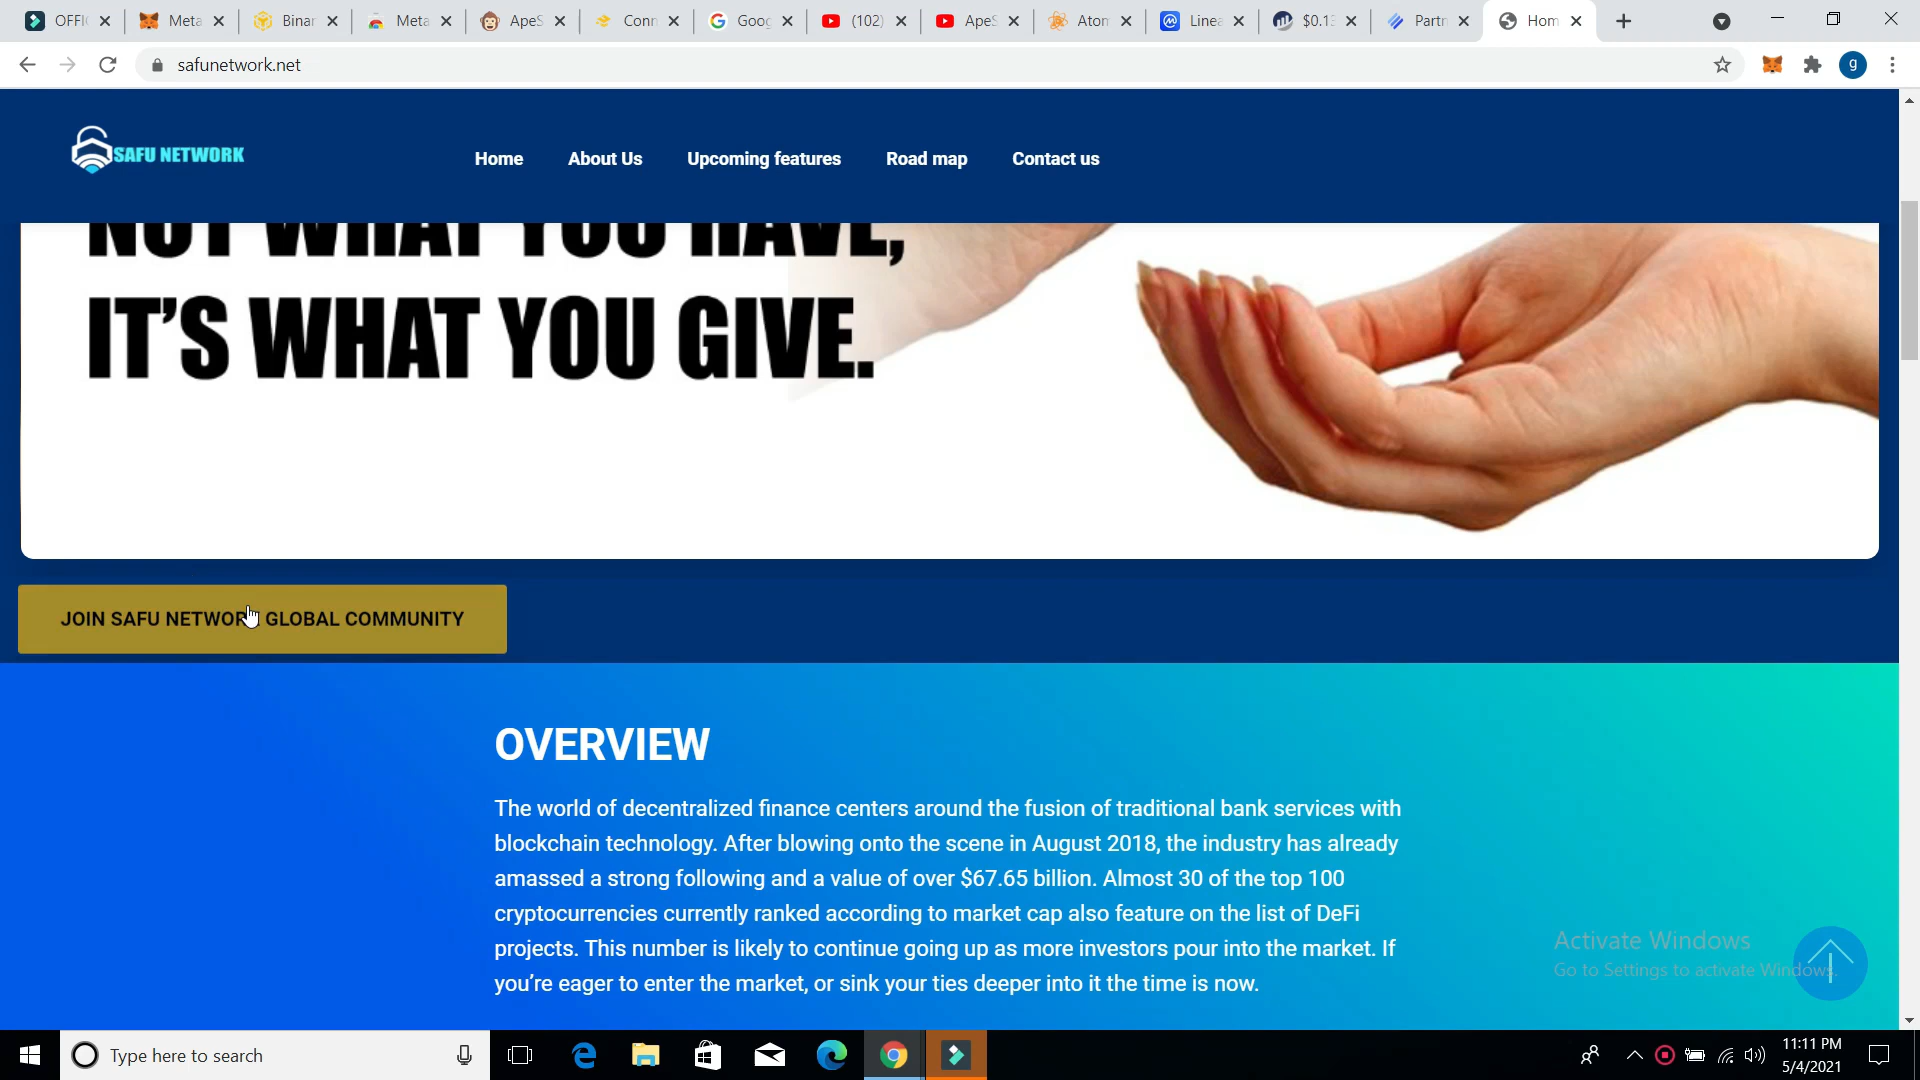 OFFI
Meta
Binar
Meta
ApeS
Conn
Goog
(102)
ApeS
Aton
Linea
$0.13
Partn
Hom
safunetwork.net
g
SAFU NETWORK
Home
About Us
Upcoming features
Road map
Contact us
NOT WHAT YOU HAVE,
IT'S WHAT YOU GIVE.
JOIN SAFU NETWORK GLOBAL COMMUNITY
OVERVIEW
The world of decentralized finance centers around the fusion of traditional bank services with
blockchain technology. After blowing onto the scene in August 2018, the industry has already
amassed a strong following and a value of over $67.65 billion. Almost 30 of the top 100
cryptocurrencies currently ranked according to market cap also feature on the list of DeFi
projects. This number is likely to continue going up as more investors pour into the market. If
you're eager to enter the market, or sink your ties deeper into it the time is now.
Activate Windows
Go to Settings to activate Windows.
Type here to search
11:11 PM
5/4/2021